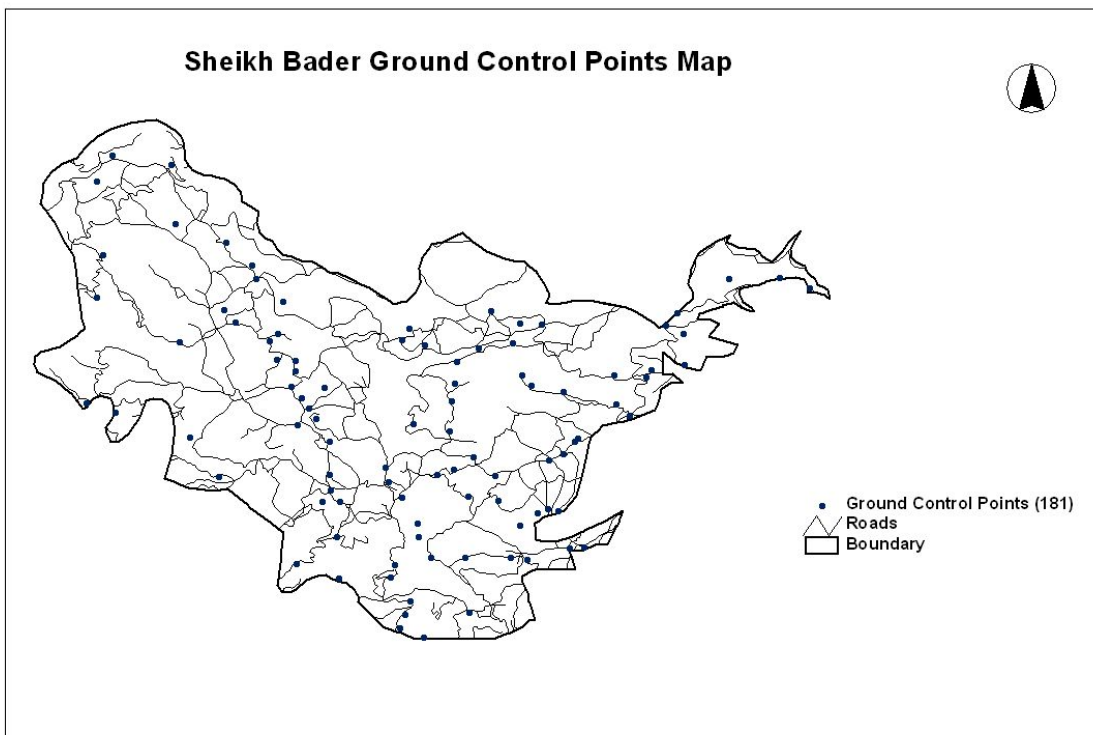 Sheikh Bader Ground Control Points Map
Ground Control Points (181)
Roads
Boundary